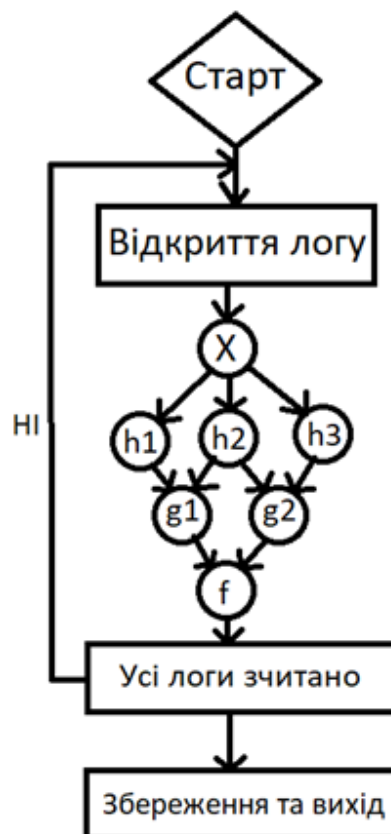 Старт
Відкриття логу
X
h1
h2
h3
НІ
g1
g2
f
Усі логи зчитано
Збереження та вихід